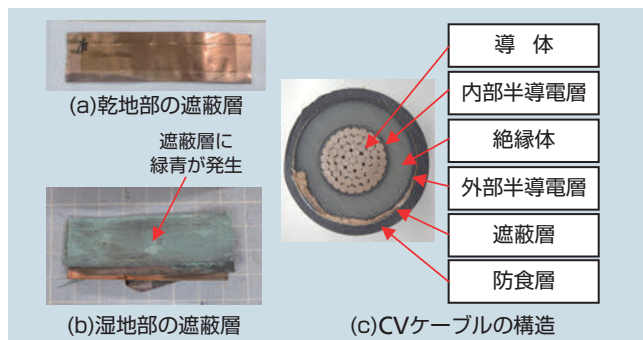 (a)乾地部の遮蔽層
遮蔽層に
緑青が発生
(b)湿地部の遮蔽層
導 体
内部半導電層
絶縁体
外部半導電層
遮蔽層
防食層
(c)CVケーブルの構造